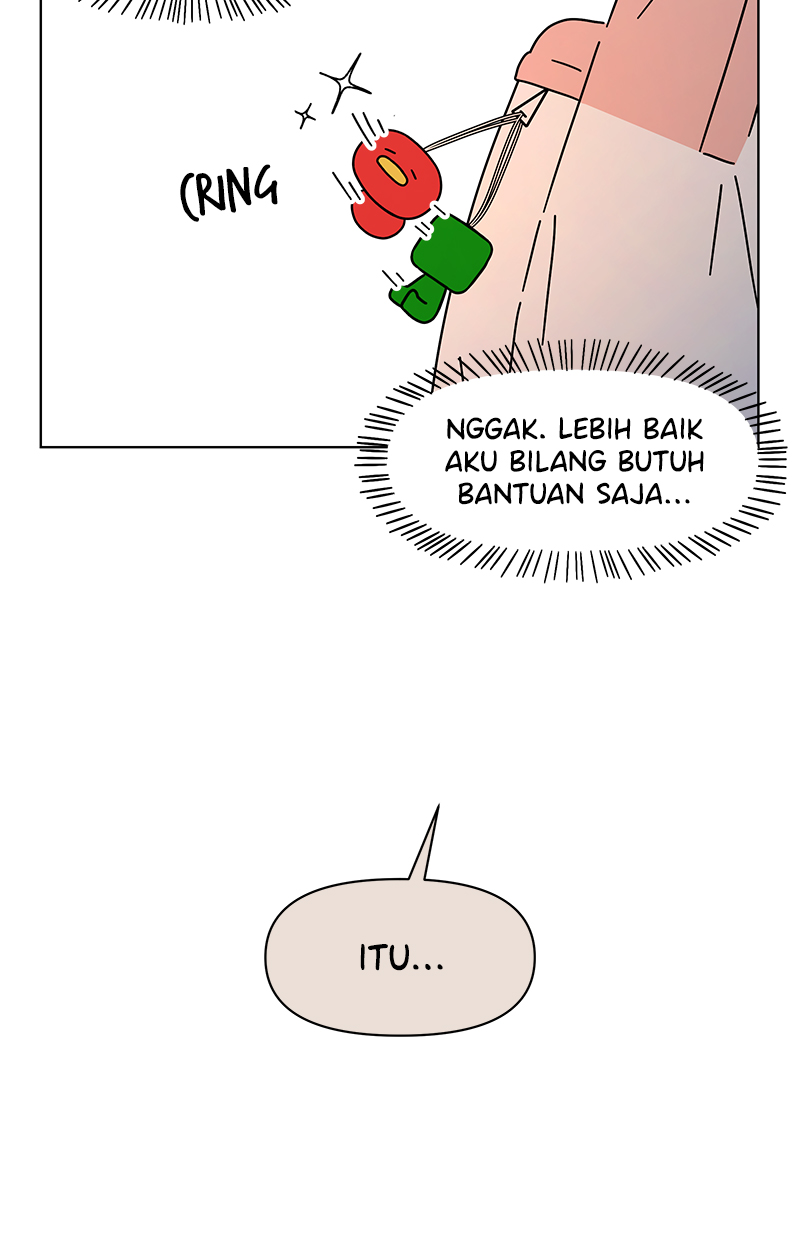 CRING
NGGAK. LEBIH BAIK
AKU BILANG BUTUH
BANTUAN SAJA...
ITU...